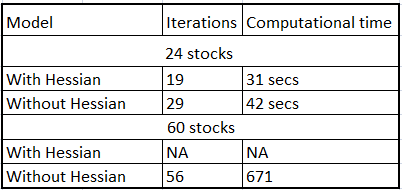 Model Iterations Computational time
24 stocks
With Hessian 19 31 secs
Without Hessian 29 42 secs
60 stocks
With Hessian NA NA
Without Hessian 56 671